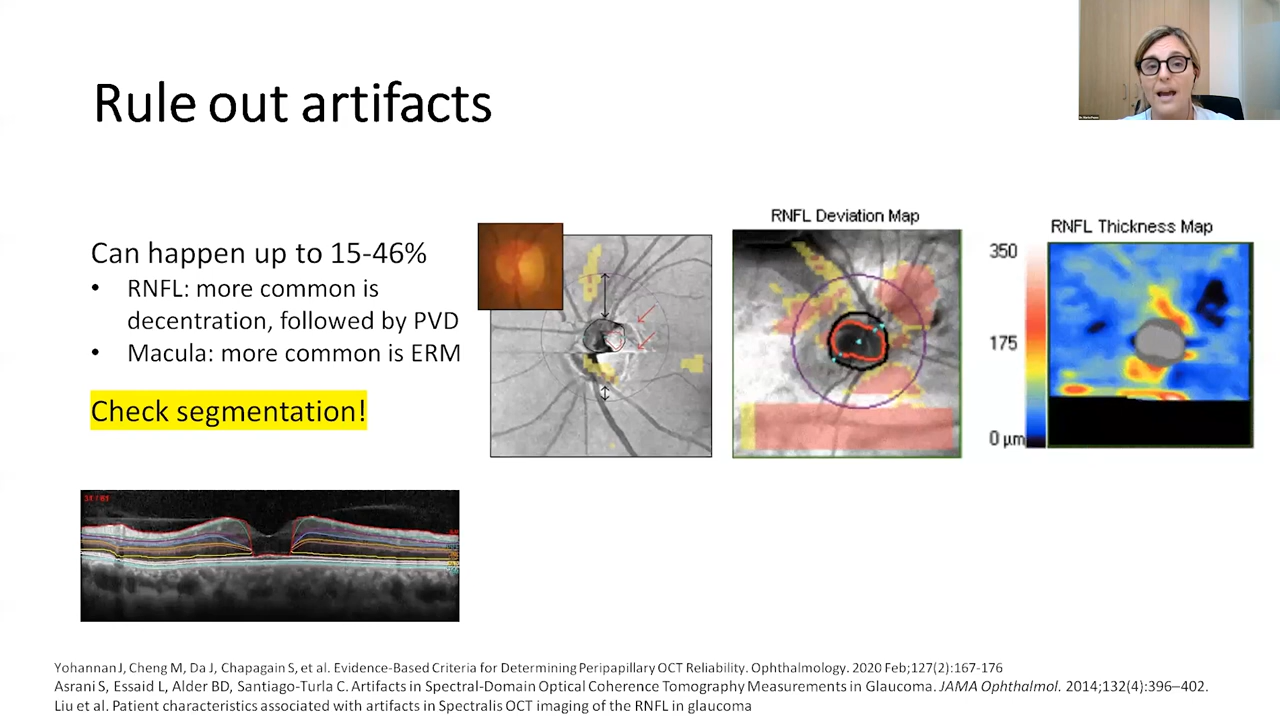 Rule out artifacts
Can happen up to 15-46%
• RNFL: more common is
decentration, followed by PVD
• Macula: more common is ERM
Check segmentation!
RNFL Deviation Map
RNFL Thickness Map
350
175
0 µm
Yohannan J, Cheng M, Da J, Chapagain S, et al. Evidence-Based Criteria for Determining Peripapillary OCT Reliability. Ophthalmology. 2020 Feb;127(2):167-176
Asrani S, Essaid L, Alder BD, Santiago-Turla C. Artifacts in Spectral-Domain Optical Coherence Tomography Measurements in Glaucoma. JAMA Ophthalmol. 2014;132(4):396–402.
Liu et al. Patient characteristics associated with artifacts in Spectralis OCT imaging of the RNFL in glaucoma